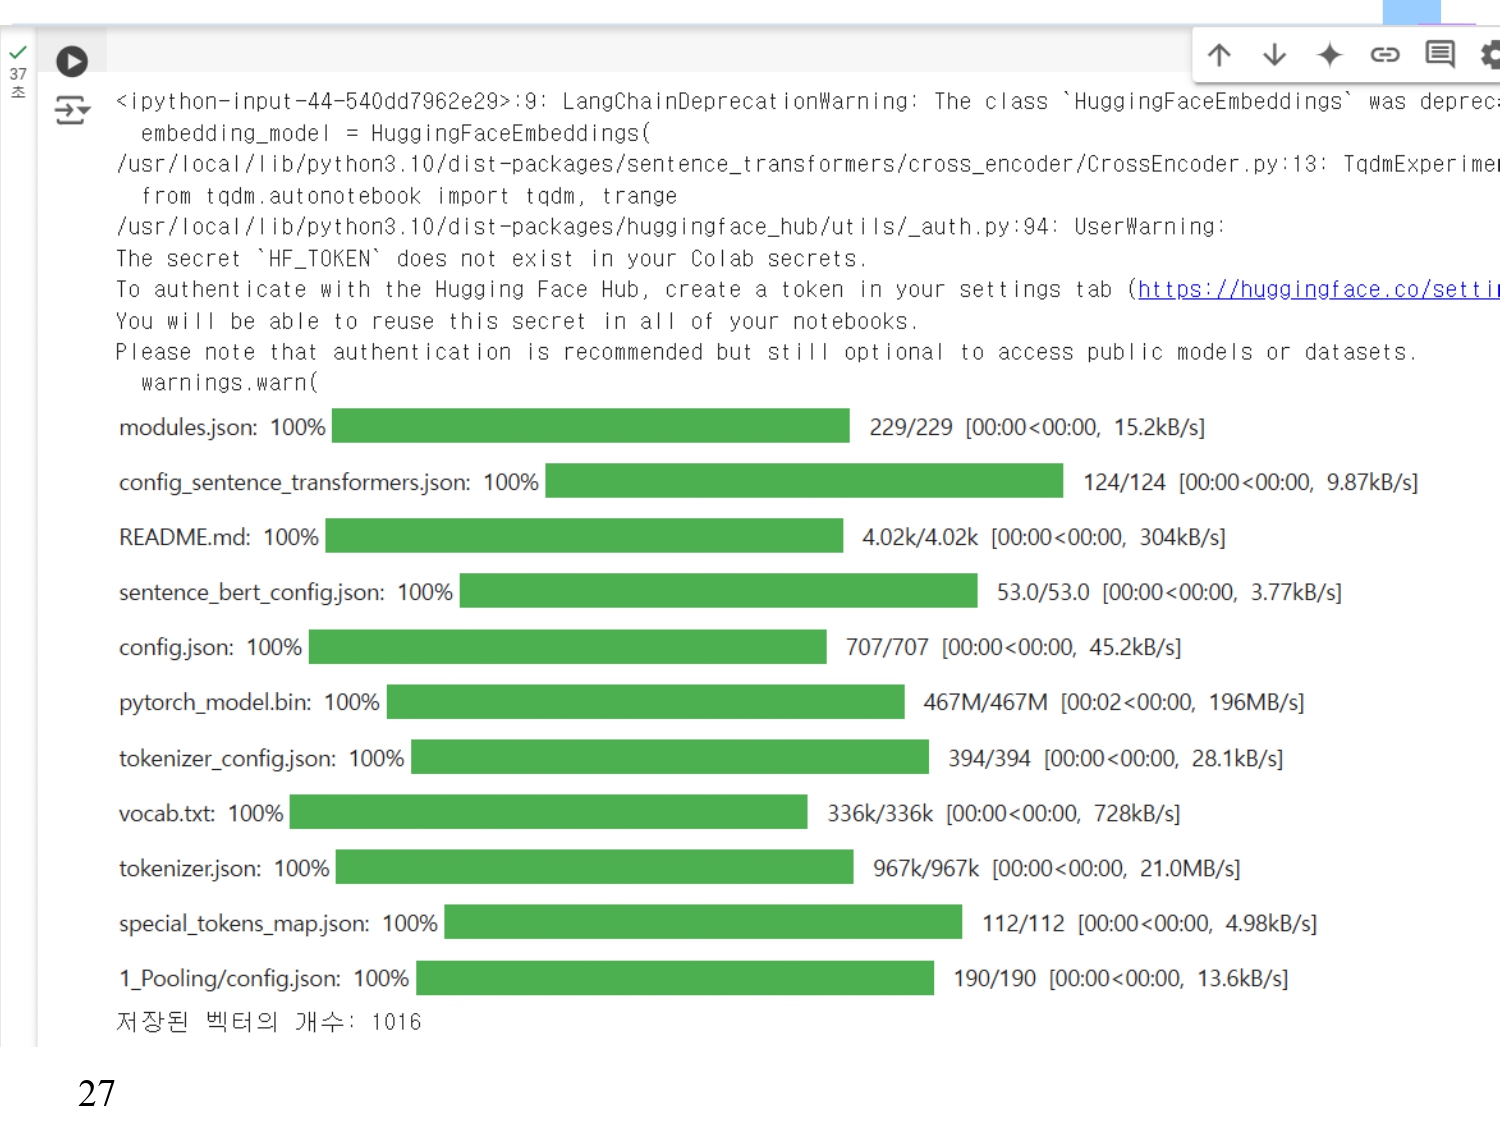 37
초
<ipython-input-44-540dd7962e29>:9: LangChainDeprecationWarning: The class `HuggingFaceEmbeddings` was
embedding_model = HuggingFaceEmbeddings(
/usr/local/lib/python3.10/dist-packages/sentence_transformers/cross_encoder/CrossEncoder.py:13:
from tqdm.autonotebook import tqdm, trange
/usr/local/lib/python3.10/dist-packages/huggingface_hub/utils/_auth.py:94: UserWarning:
The secret `HF_TOKEN` does not exist in your Colab secrets.
To authenticate with the Hugging Face Hub, create a token in your settings tab (https://huggingface.co/settin
You will be able to reuse this secret in all of your notebooks.
Please note that authentication is recommended but still optional to access public models or datasets.
warnings.warn(
modules.json: 100% 229/229 [00:00<00:00, 15.2kB/s]
config_sentence_transformers.json: 100% 124/124 [00:00<00:00, 9.87kB/s]
README.md: 100% 4.02k/4.02k [00:00<00:00, 304kB/s]
sentence_bert_config.json: 100% 53.0/53.0 [00:00<00:00, 3.77kB/s]
config.json: 100% 707/707 [00:00<00:00, 45.2kB/s]
pytorch_model.bin: 100% 467M/467M [00:02<00:00, 196MB/s]
tokenizer_config.json: 100% 394/394 [00:00<00:00, 28.1kB/s]
vocab.txt: 100% 336k/336k [00:00<00:00, 728kB/s]
tokenizer.json: 100% 967k/967k [00:00<00:00, 21.0MB/s]
special_tokens_map.json: 100% 112/112 [00:00<00:00, 4.98kB/s]
1_Pooling/config.json: 100% 190/190 [00:00<00:00, 13.6kB/s]
저장된 벡터의 개수: 1016
27